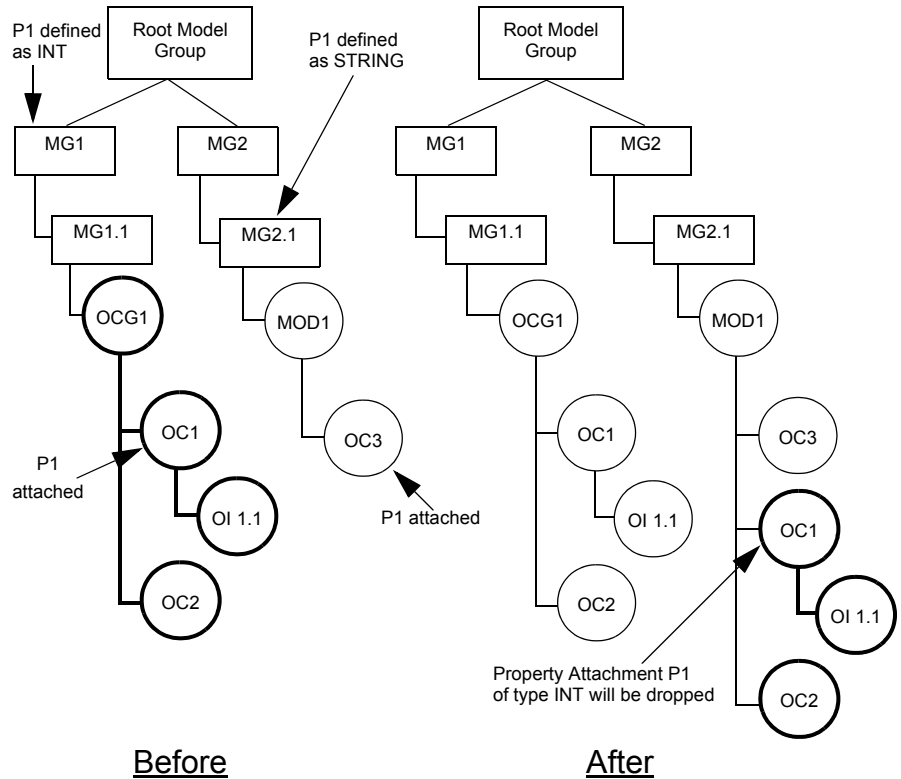 P1 defined
as INT
Root Model
Group
P1 defined
as STRING
MG1
MG2
MG1.1
MG2.1
OCG1
MOD1
OC1
OC3
P1
attached
OI 1.1
P1 attached
OC2
Before
Root Model
Group
MG1
MG2
MG1.1
MG2.1
OCG1
MOD1
OC1
OC3
OI 1.1
OC1
OC2
OI 1.1
Property Attachment P1
of type INT will be dropped
OC2
After